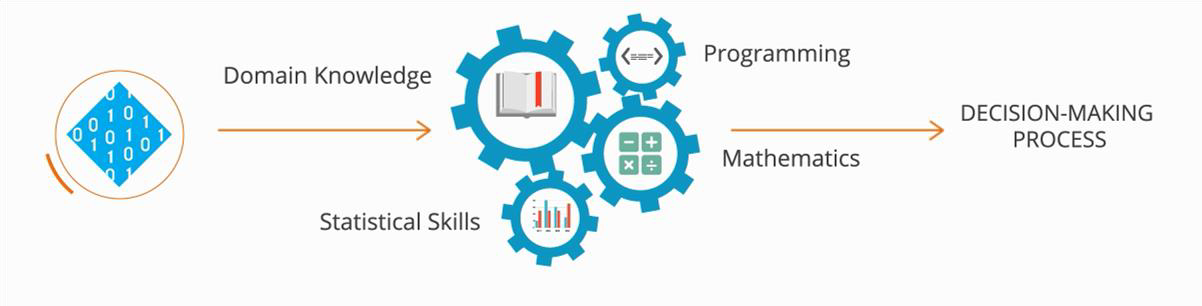 Domain Knowledge
Programming
DECISION-MAKING
PROCESS
Mathematics
Statistical Skills